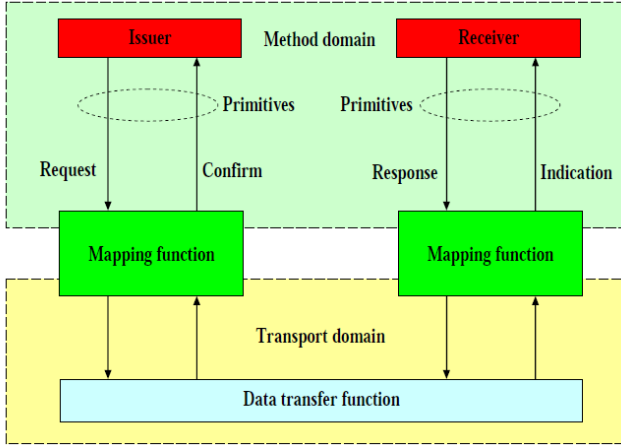 Issuer
Method domain
Receiver
Primitives
Primitives
Request
Confirm
Response
Indication
Mapping function
Mapping function
Transport domain
Data transfer function